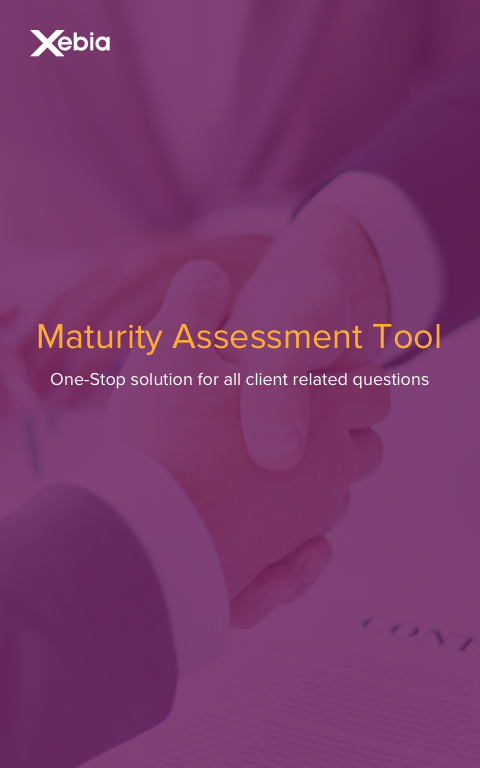 Xebia
Maturity Assessment Tool
One-Stop solution for all client related questions